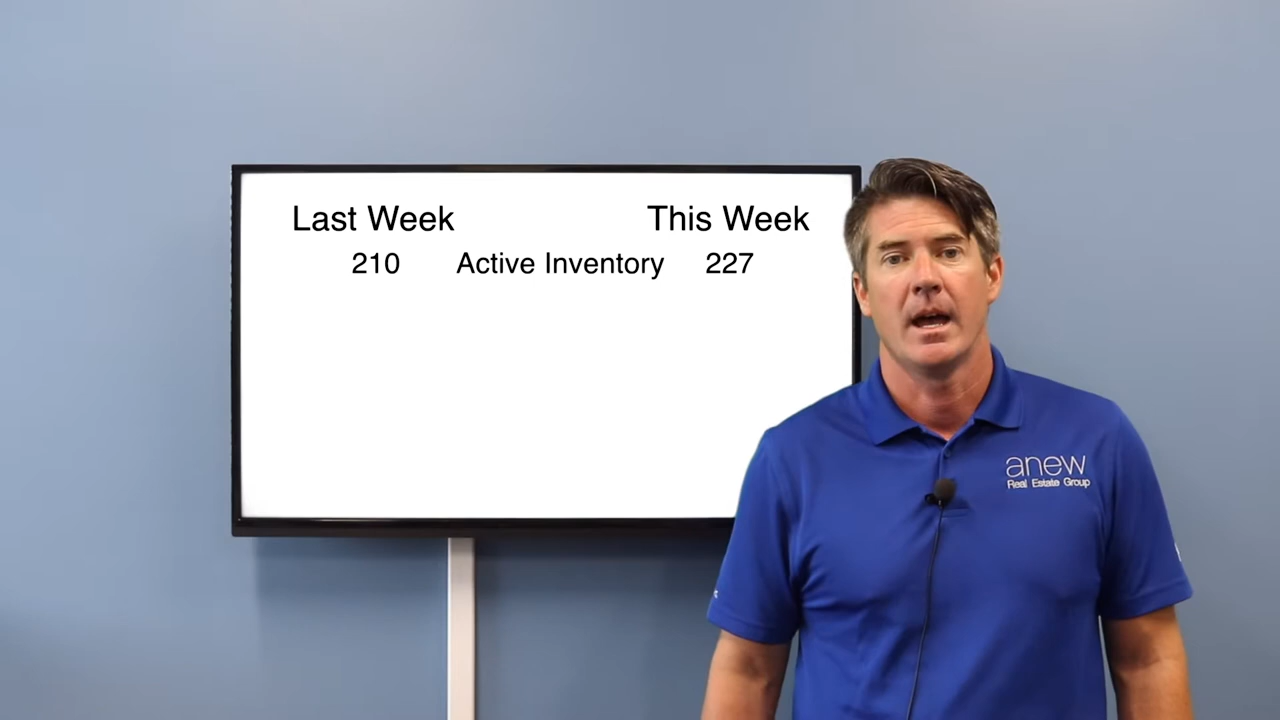 Last Week This Week
210 Active Inventory 227
anew
Real Estate Group